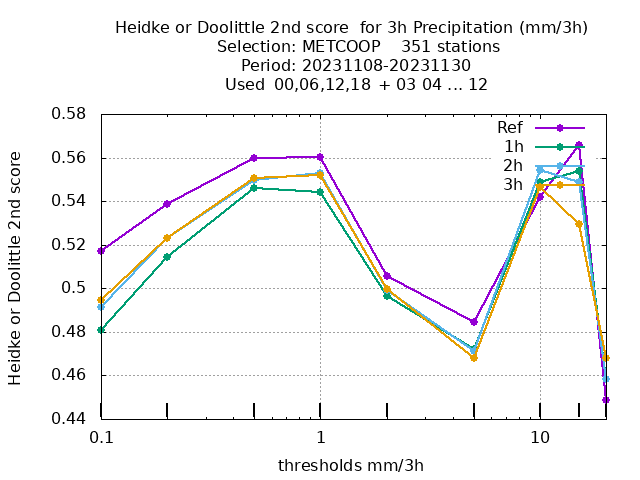 Heidke or Doolittle 2nd score  for 3h Precipitation (mm/3h)
Selection: METCOOP    351 stations
Period: 20231108-20231130
Used  00,06,12,18  + 03 04 ... 12
0.58
0.56
0.54
0.52
0.5
0.48
0.46
0.44
Heidke or Doolittle 2nd score
Ref
1h
2h
3h
0.1
1
10
thresholds mm/3h